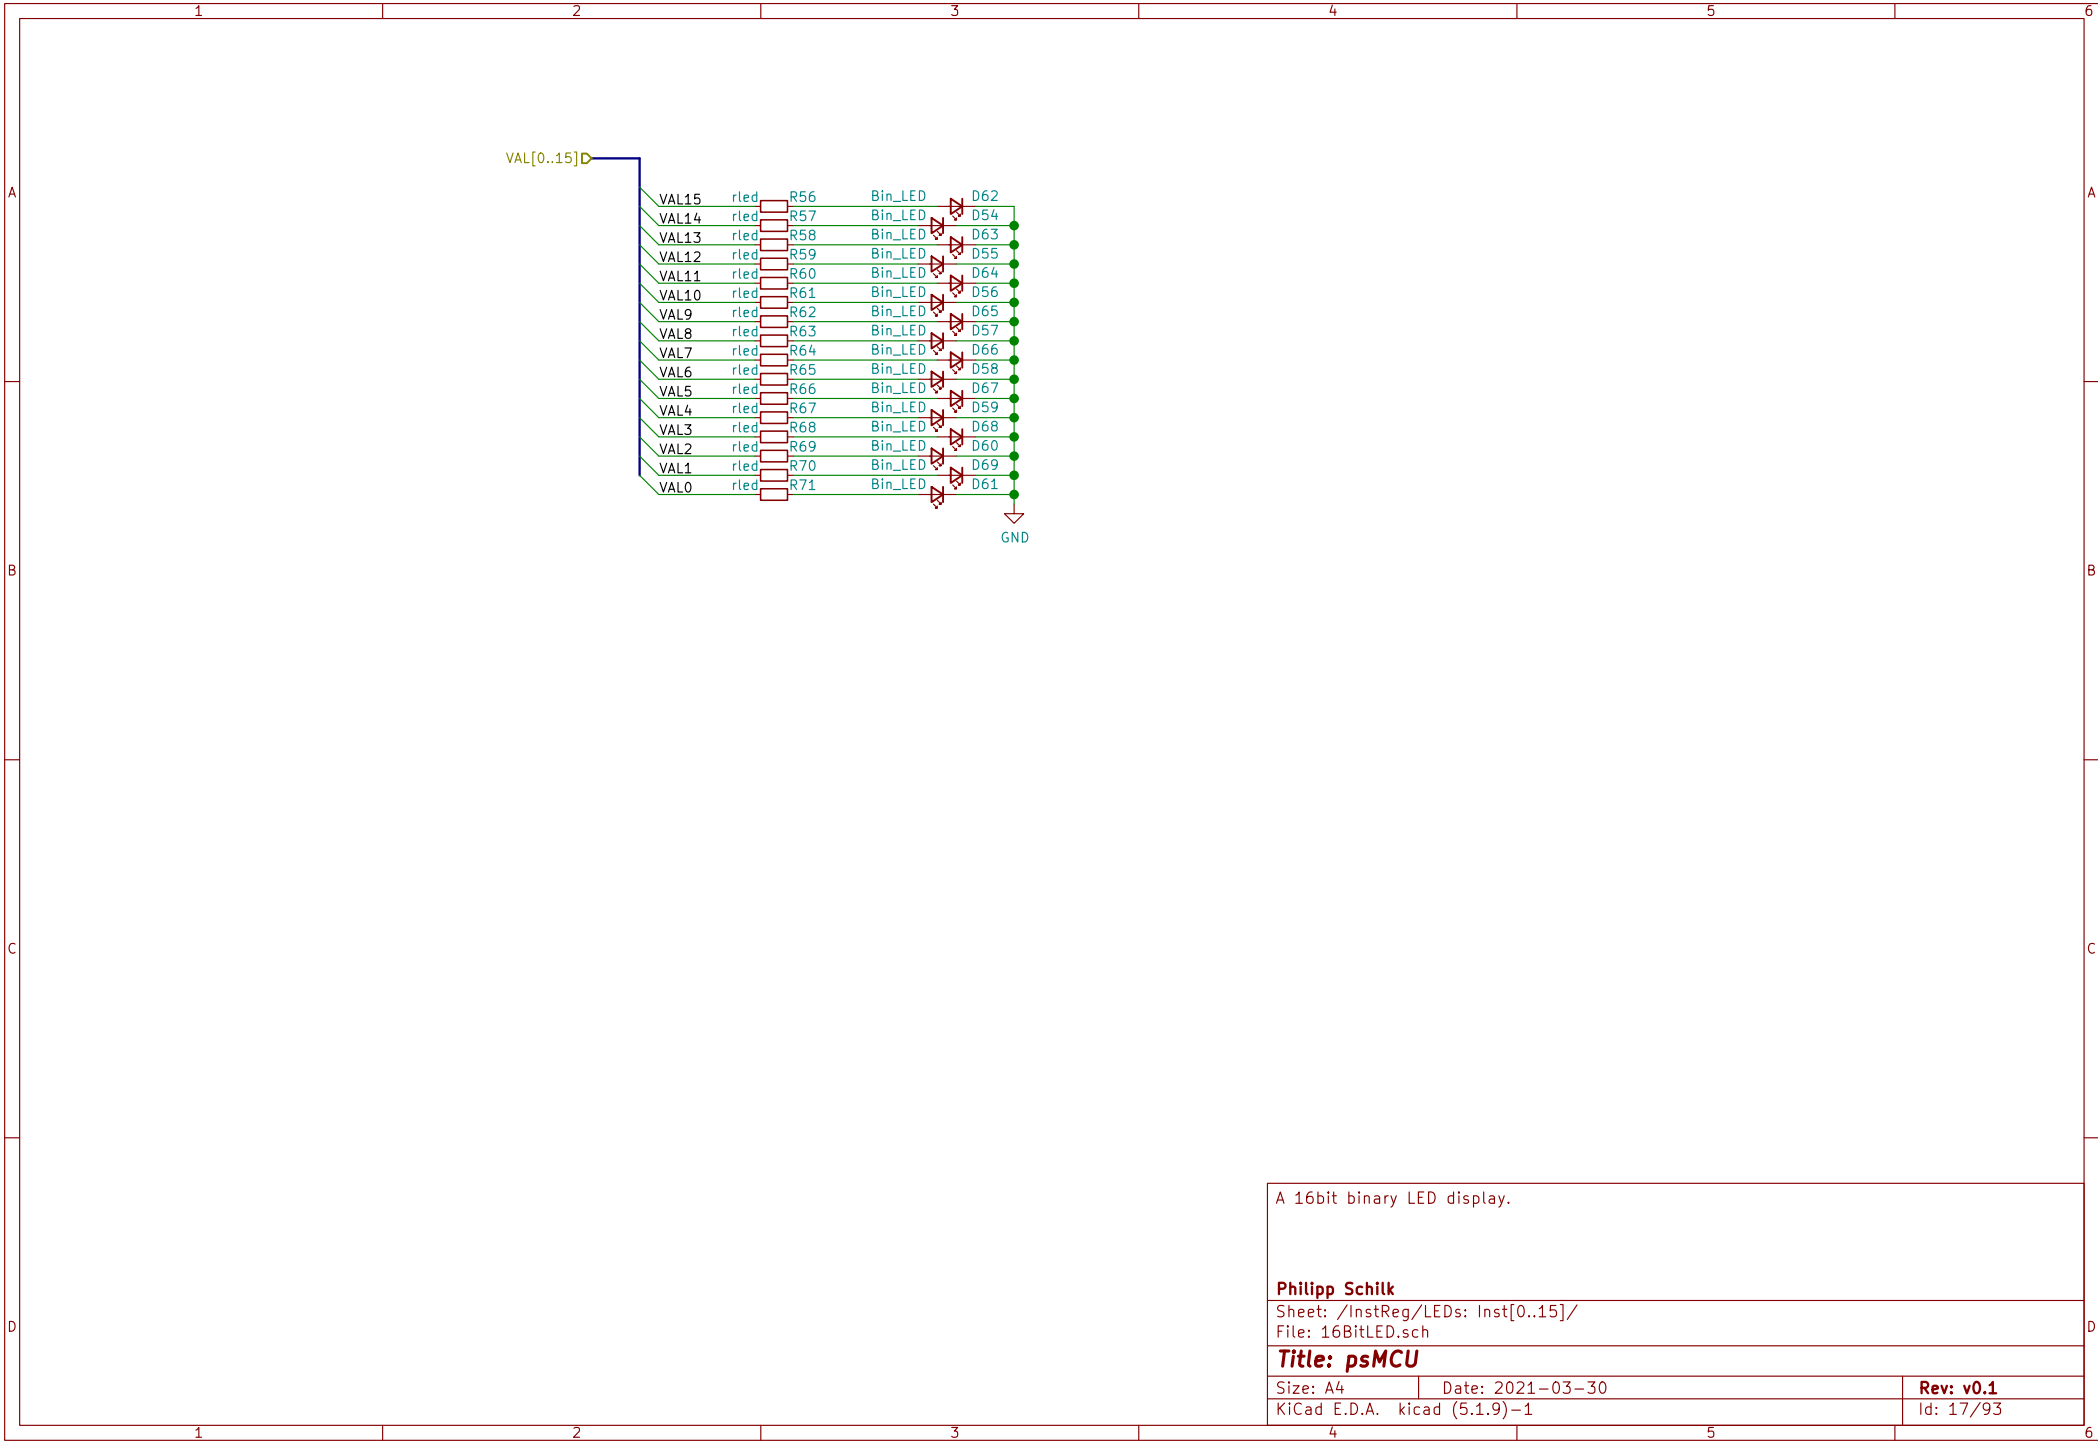 1 2 3 4 5 6
VAL[0..15]
A A
VAL15 rled R56 Bin_LED D62
VAL14 rled R57 Bin_LED D54
VAL13 rled R58 Bin_LED D63
VAL12 rled R59 Bin_LED D55
VAL11 rled R60 Bin_LED D64
VAL10 rled R61 Bin_LED D56
VAL9 rled R62 Bin_LED D65
VAL8 rled R63 Bin_LED D57
VAL7 rled R64 Bin_LED D66
VAL6 rled R65 Bin_LED D58
VAL5 rled R66 Bin_LED D67
VAL4 rled R67 Bin_LED D59
VAL3 rled R68 Bin_LED D68
VAL2 rled R69 Bin_LED D60
VAL1 rled R70 Bin_LED D69
VAL0 rled R71 Bin_LED D61
GND
B B
C C
A 16bit binary LED display.
Philipp Schilk
Sheet: /InstReg/LEDs: Inst[0..15]/
D D
File: 16BitLED.sch
Title: psMCU
Size: A4 Date: 2021-03-30 Rev: v0.1
KiCad E.D.A. kicad (5.1.9)-1 Id: 17/93
1 2 3 4 5 6